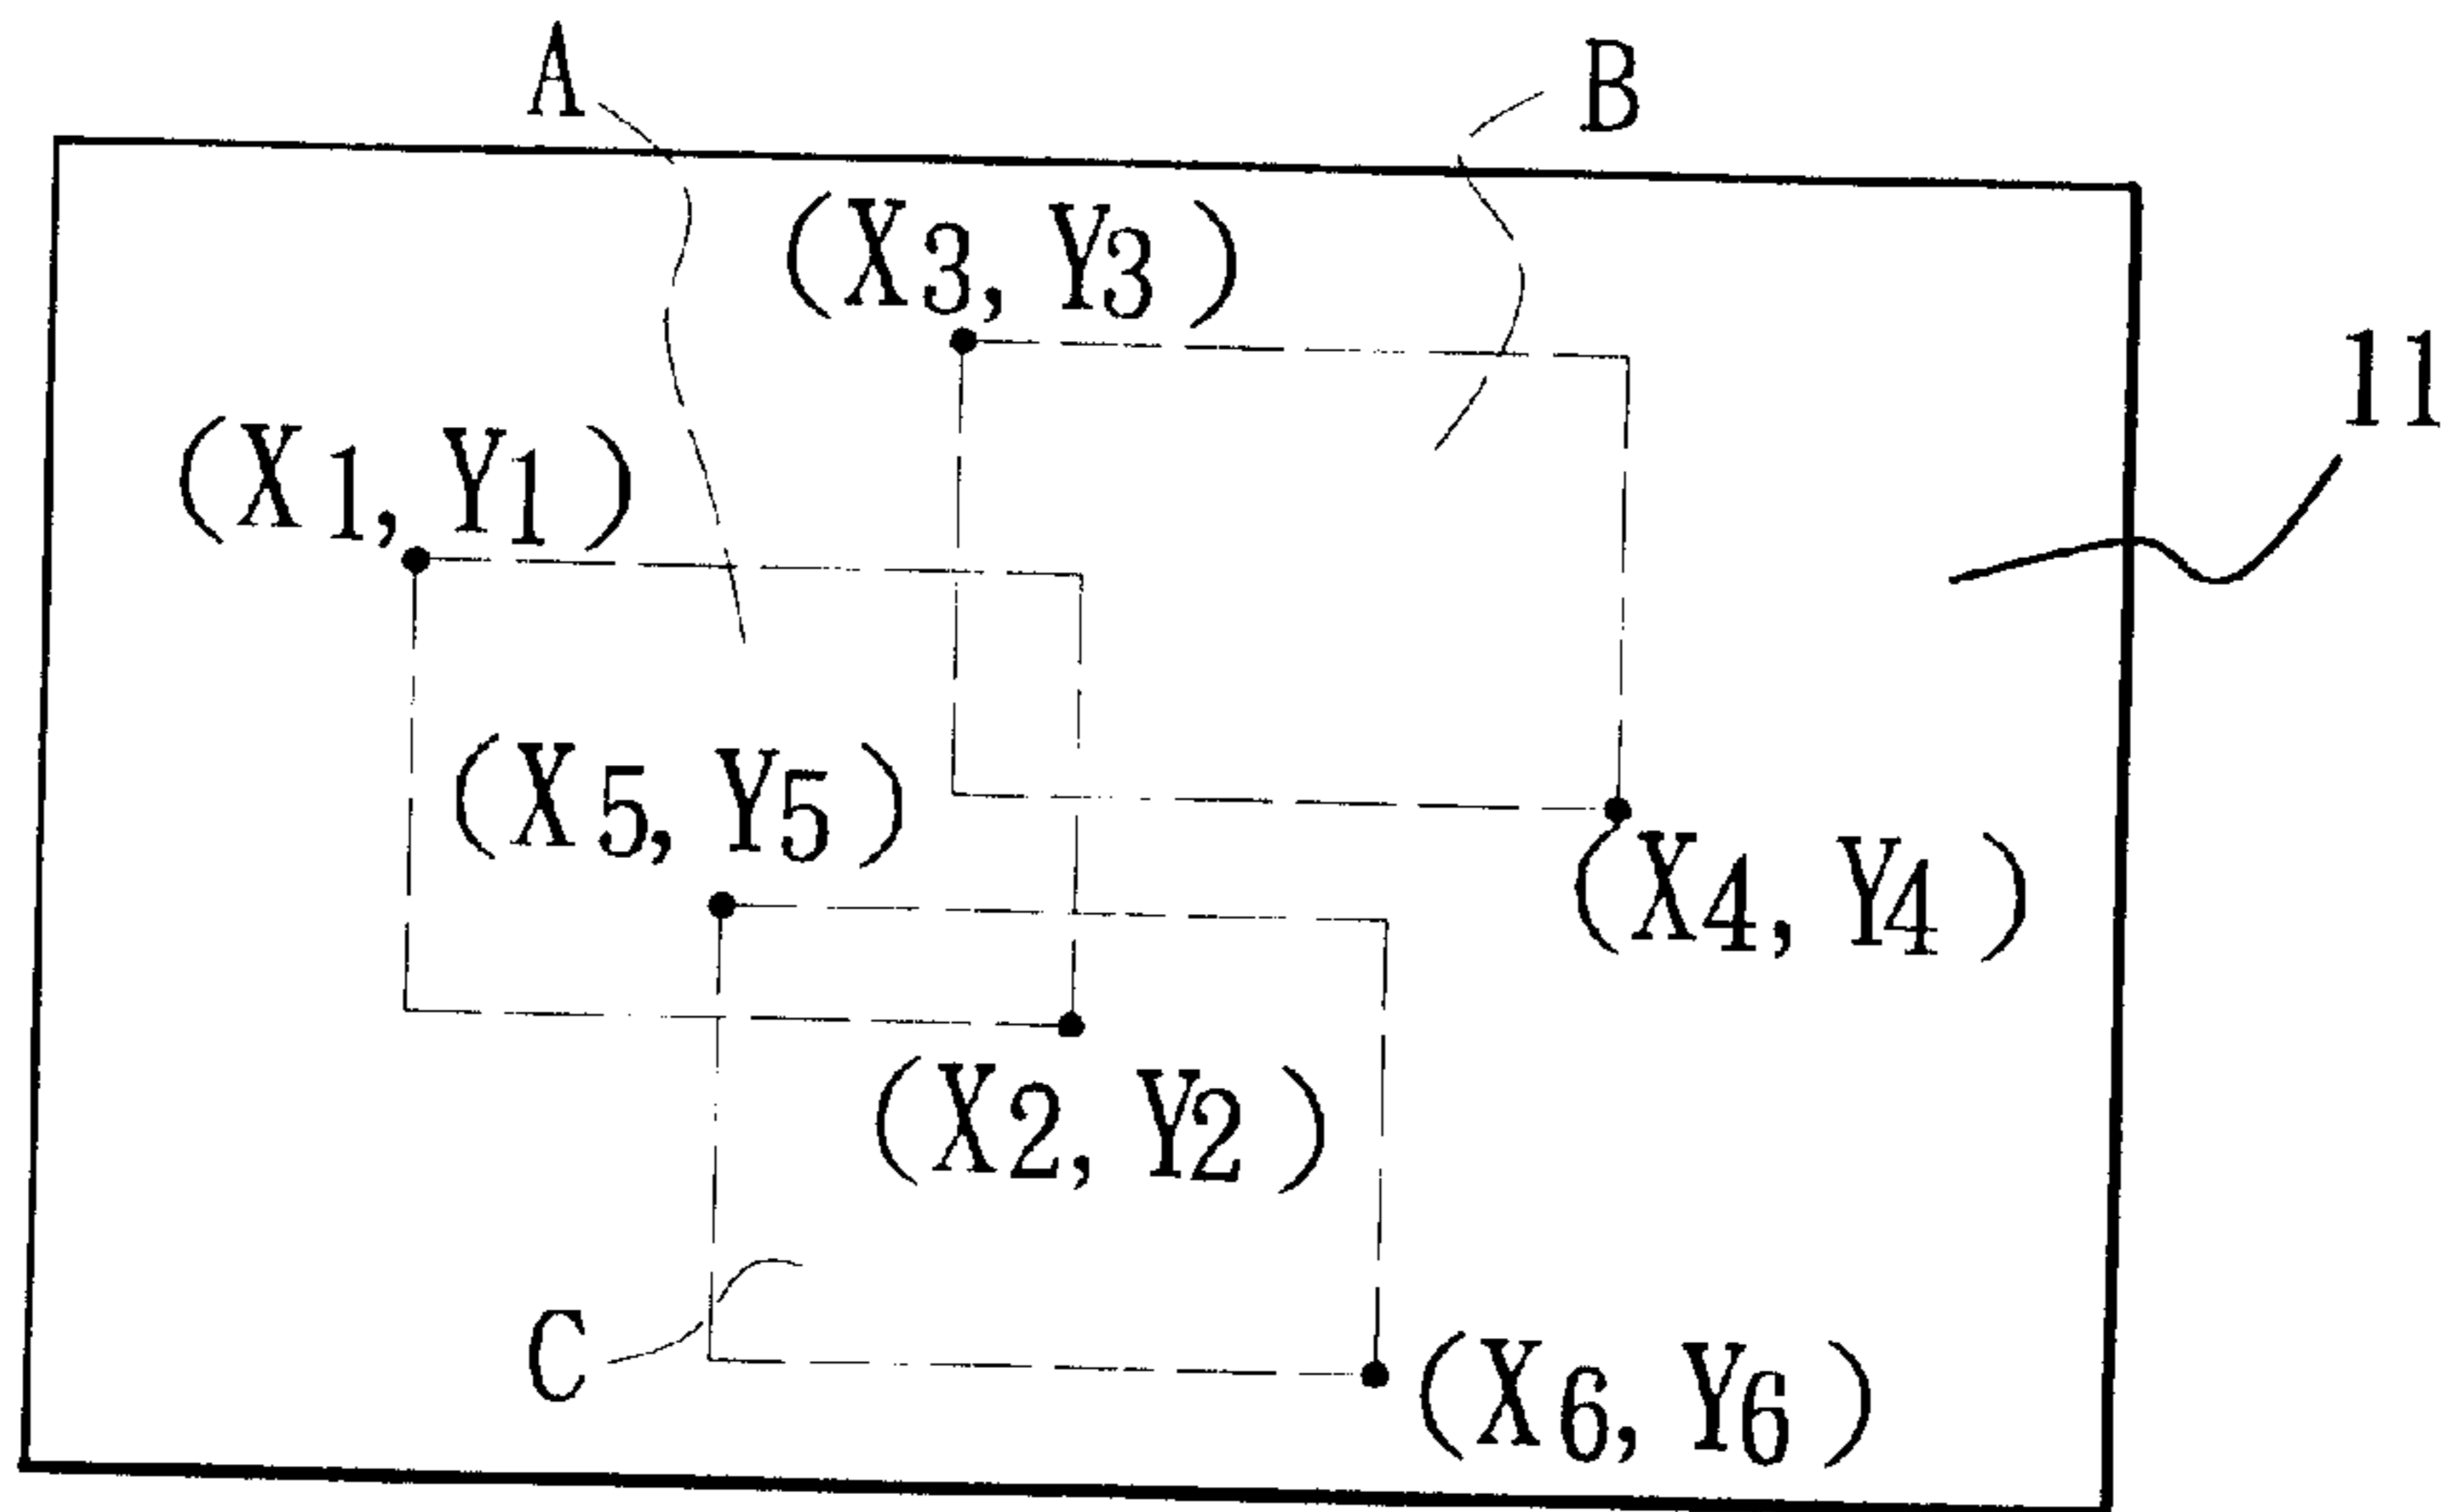 A
B
(X3, Y3)
11
(X1, Y1)
(X5, Y5)
(X4, Y4)
(X2, Y2)
C
(X6, Y6)